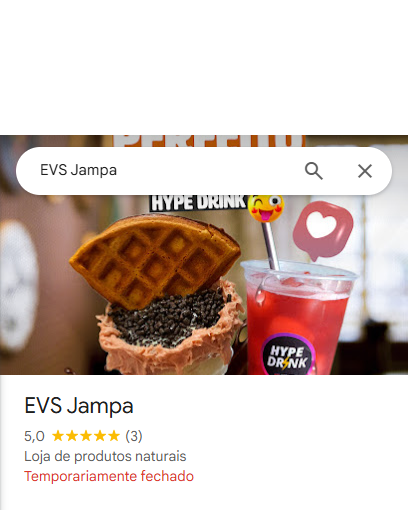 PERFEITO
EVS Jampa
HYPE DRINK
HYPE
DRINK
EVS Jampa
5,0 (3)
Loja de produtos naturais
Temporariamente fechado